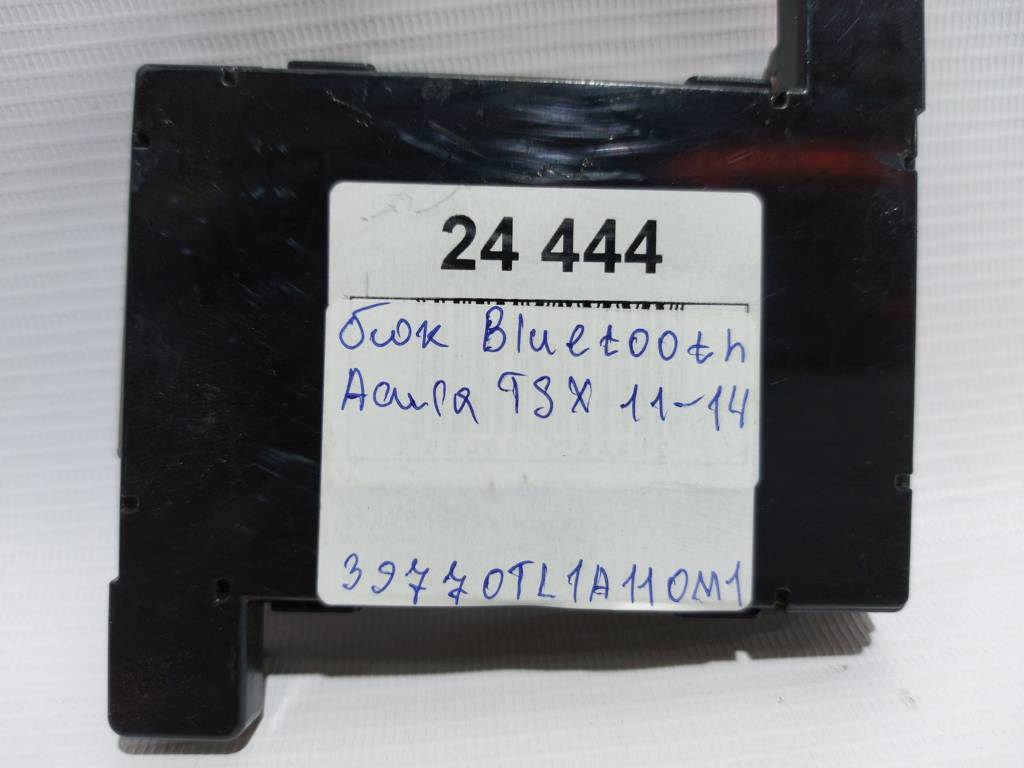 24 444
блок Bluetooth
Acura TSX 11-14
39770TL1A110M1